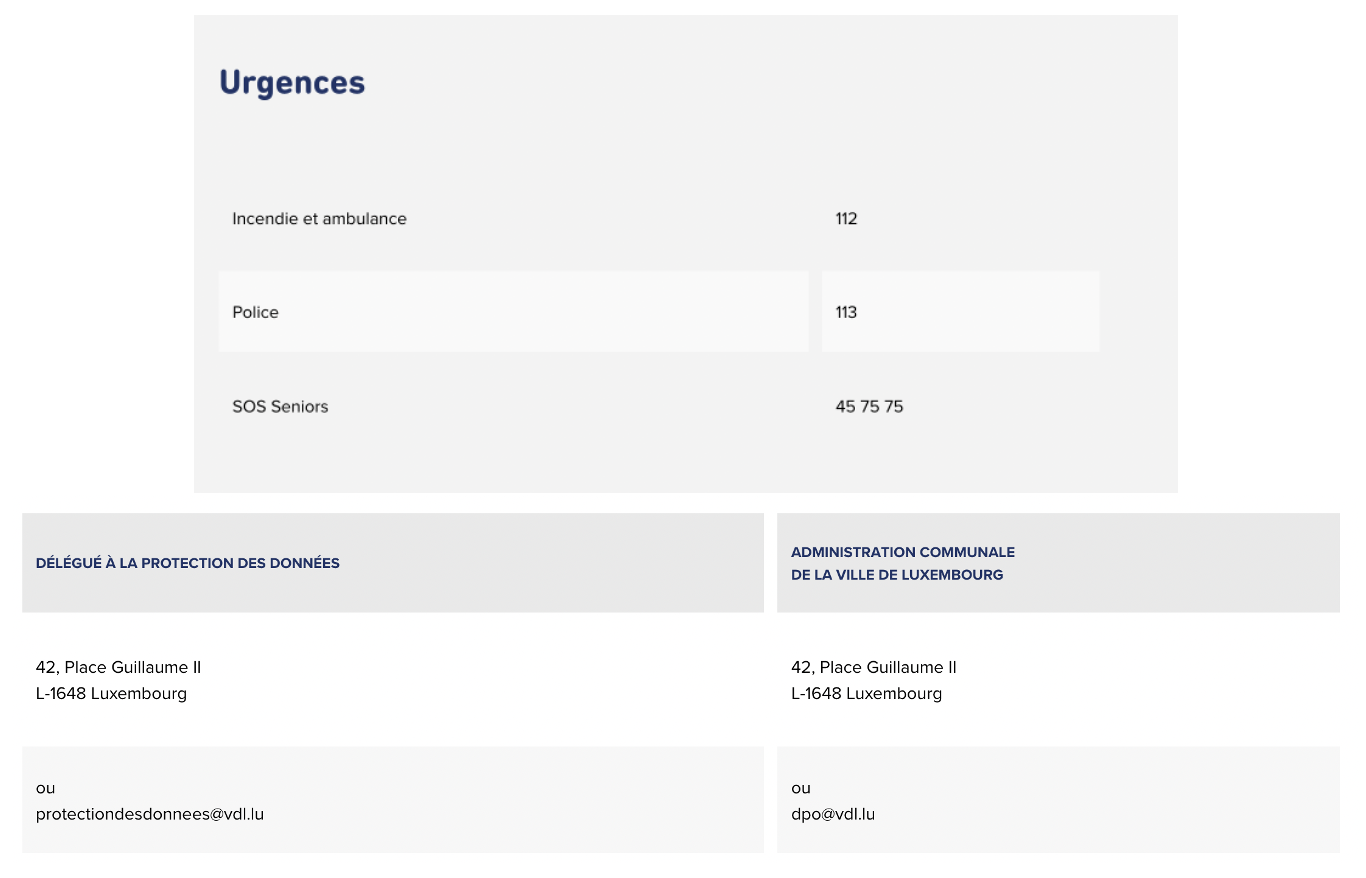 Urgences
Incendie et ambulance 112
Police 113
SOS Seniors 45 75 75
DÉLÉGUÉ À LA PROTECTION DES DONNÉES
42, Place Guillaume II
L-1648 Luxembourg
ou
protectiondesdonnees@vdl.lu
ADMINISTRATION COMMUNALE
DE LA VILLE DE LUXEMBOURG
42, Place Guillaume II
L-1648 Luxembourg
ou
dpo@vdl.lu